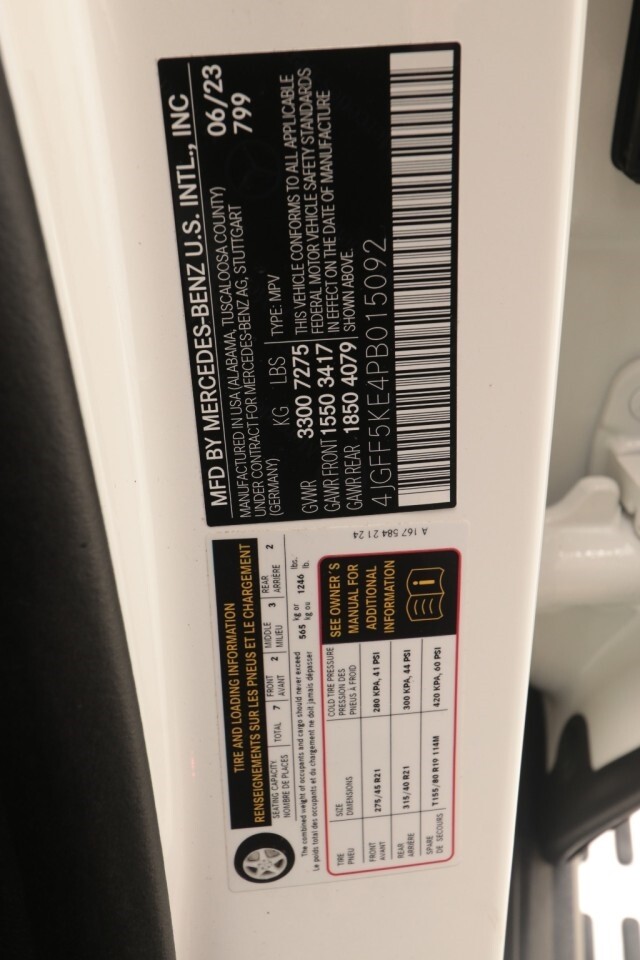 MFD BY MERCEDES-BENZ U.S. INTL., INC
MANUFACTURED IN USA (ALABAMA, TUSCALOOSA COUNTY)
UNDER CONTRACT FOR MERCEDES-BENZ AG, STUTTGART
(GERMANY)
06/23
799
KG LBS TYPE: MPV
GVWR 3300 7275
GAWR FRONT 1550 3417
GAWR REAR 1850 4079
THIS VEHICLE CONFORMS TO ALL APPLICABLE
FEDERAL MOTOR VEHICLE SAFETY STANDARDS
IN EFFECT ON THE DATE OF MANUFACTURE
SHOWN ABOVE.
4JGFF5KE4PB015092
TIRE AND LOADING INFORMATION
RENSEIGNEMENTS SUR LES PNEUS ET LE CHARGEMENT
SEATING CAPACITY
NOMBRE DE PLACES
TOTAL 7
FRONT
AVANT
2
MIDDLE
MILIEU
3
REAR
ARRIÈRE
2
The combined weight of occupants and cargo should never exceed 565 kg or 1246 lbs.
Le poids total des occupants et du chargement ne doit jamais dépasser 565 kg ou 1246 lb.
TIRE
PNEU
SIZE
DIMENSIONS
COLD TIRE PRESSURE
PRESSION DES
PNEUS À FROID
FRONT
AVANT
275/45 R21
280 KPA, 41 PSI
REAR
ARRIÈRE
315/40 R21
300 KPA, 44 PSI
SPARE
DE SECOURS
T155/80 R19 114M
420 KPA, 60 PSI
SEE OWNER´S
MANUAL FOR
ADDITIONAL
INFORMATION
A 167 584 21 24